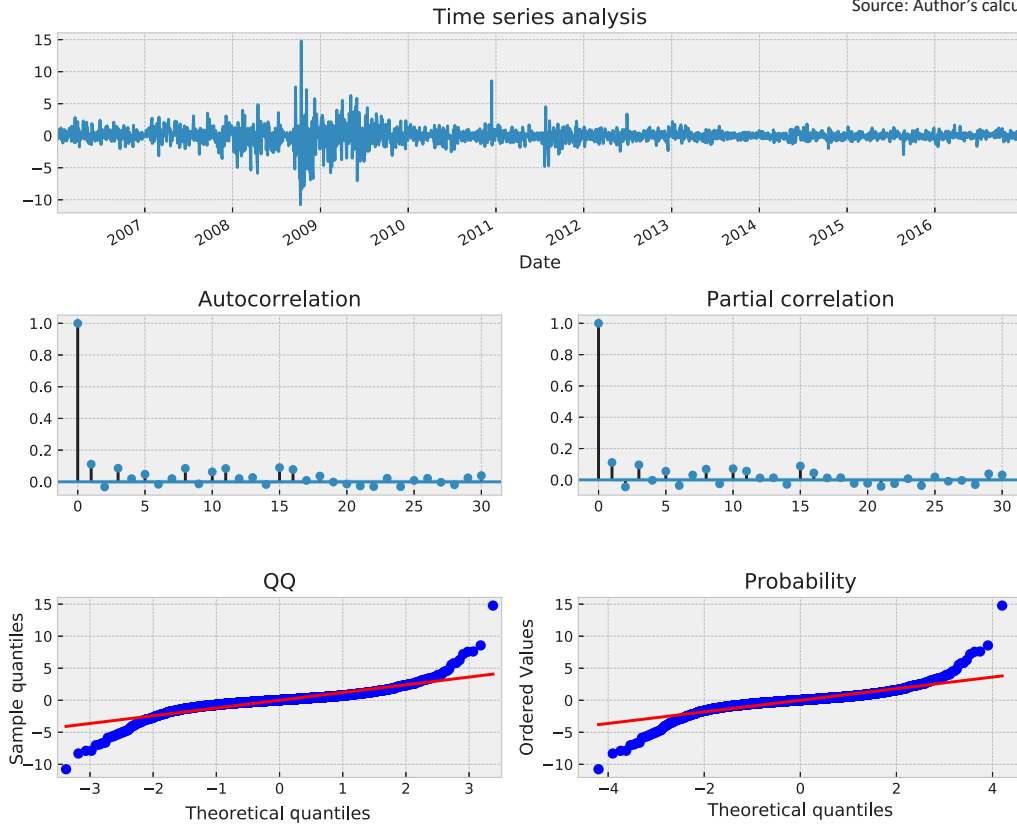 Source: Author's calcu
Time series analysis
15
10
5
0
−5
−10
2007 2008 2009 2010 2011 2012 2013 2014 2015 2016
Date
Autocorrelation
1.0
0.8
0.6
0.4
0.2
0.0
0 5 10 15 20 25 30
Partial correlation
1.0
0.8
0.6
0.4
0.2
0.0
0 5 10 15 20 25 30
QQ
Sample quantiles
15
10
5
0
−5
−10
−3 −2 −1 0 1 2 3
Theoretical quantiles
Probability
Ordered Values
15
10
5
0
−5
−10
−4 −2 0 2 4
Theoretical quantiles